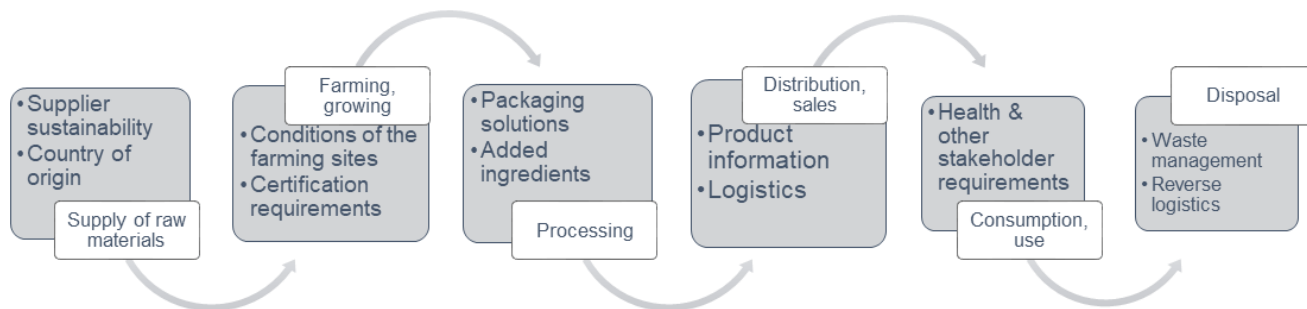 • Supplier
sustainability
• Country of
origin
Supply of raw
materials
Farming,
growing
• Conditions of the
farming sites
• Certification
requirements
• Packaging
solutions
• Added
ingredients
Processing
Distribution,
sales
• Product
information
• Logistics
• Health &
other
stakeholder
requirements
Consumption,
use
Disposal
• Waste
management
• Reverse
logistics